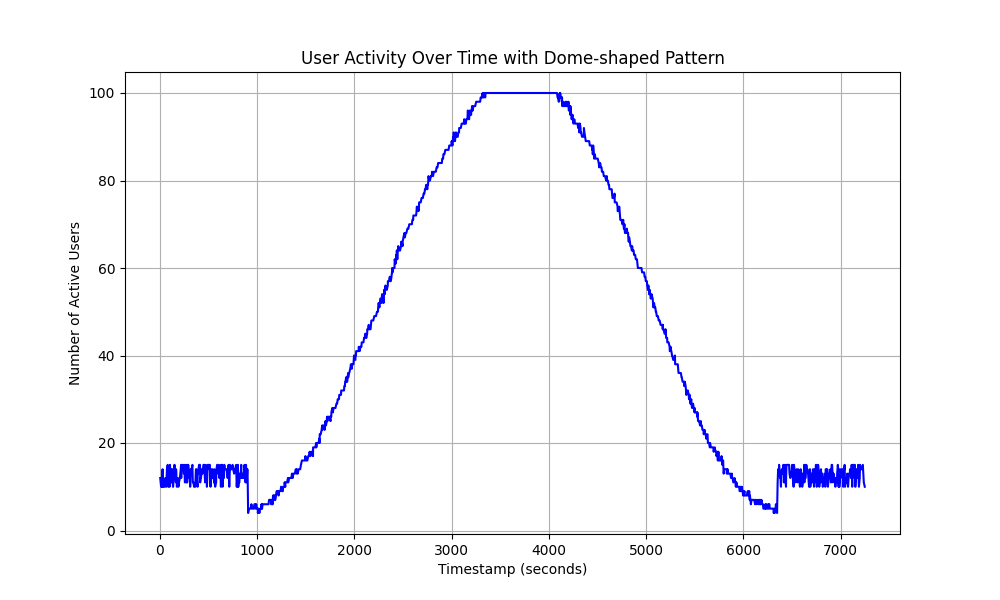 User Activity Over Time with Dome-shaped Pattern
100
80
60
40
20
0
Number of Active Users
0 1000 2000 3000 4000 5000 6000 7000
Timestamp (seconds)